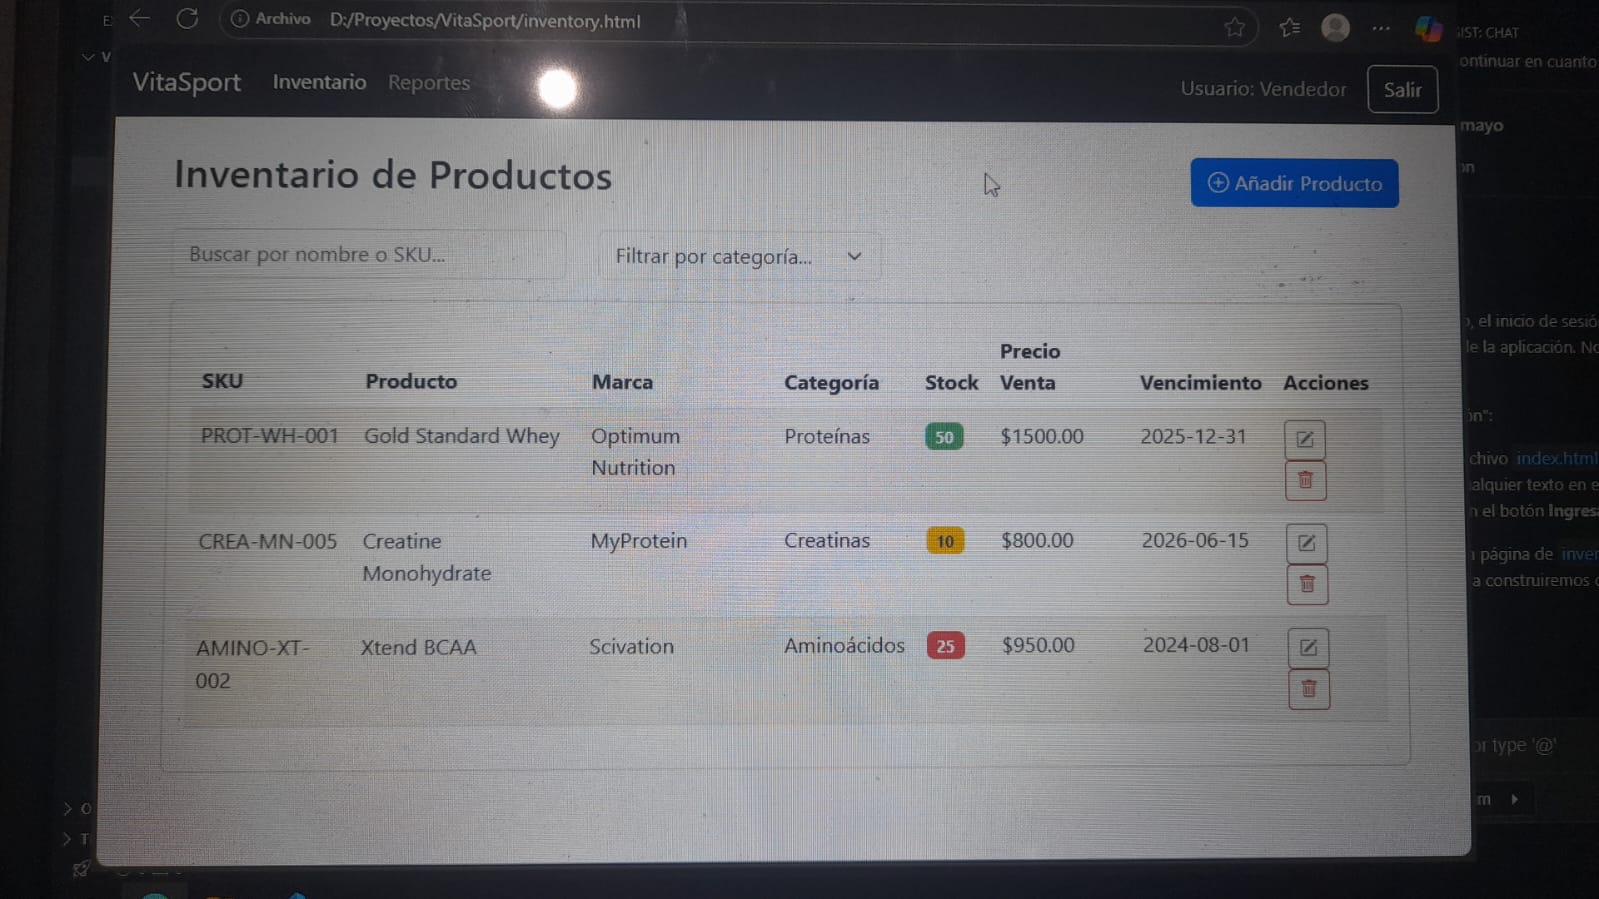 Archivo D:/Proyectos/VitaSport/inventory.html
VitaSport Inventario Reportes Usuario: Vendedor Salir
Inventario de Productos
Añadir Producto
Buscar por nombre o SKU...
Filtrar por categoría...
SKU Producto Marca Categoría Stock Precio Venta Vencimiento Acciones
PROT-WH-001 Gold Standard Whey Optimum Nutrition Proteínas 50 $1500.00 2025-12-31
CREA-MN-005 Creatine Monohydrate MyProtein Creatinas 10 $800.00 2026-06-15
AMINO-XT-002 Xtend BCAA Scivation Aminoácidos 25 $950.00 2024-08-01
CHAT
ontinuar en cuanto
mayo
el inicio de sesió
le la aplicación. No
ón":
chivo index.html
alquier texto en e
el botón Ingres
página de inver
a construiremos
or type '@'